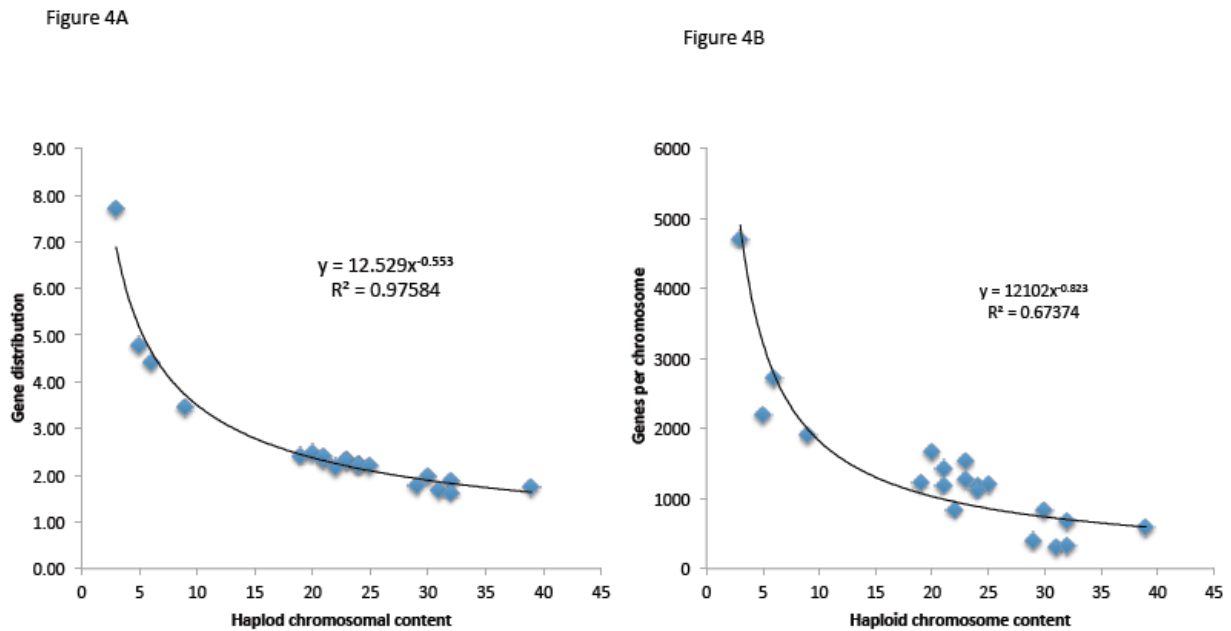 Figure 4A
9.00
8.00
7.00
6.00
5.00
4.00
3.00
2.00
1.00
0.00
Gene distribution
y = 12.529x^-0.553
R² = 0.97584
0 5 10 15 20 25 30 35 40 45
Haplod chromosomal content
Figure 4B
6000
5000
4000
3000
2000
1000
0
Genes per chromosome
y = 12102x^-0.823
R² = 0.67374
0 5 10 15 20 25 30 35 40 45
Haploid chromosome content